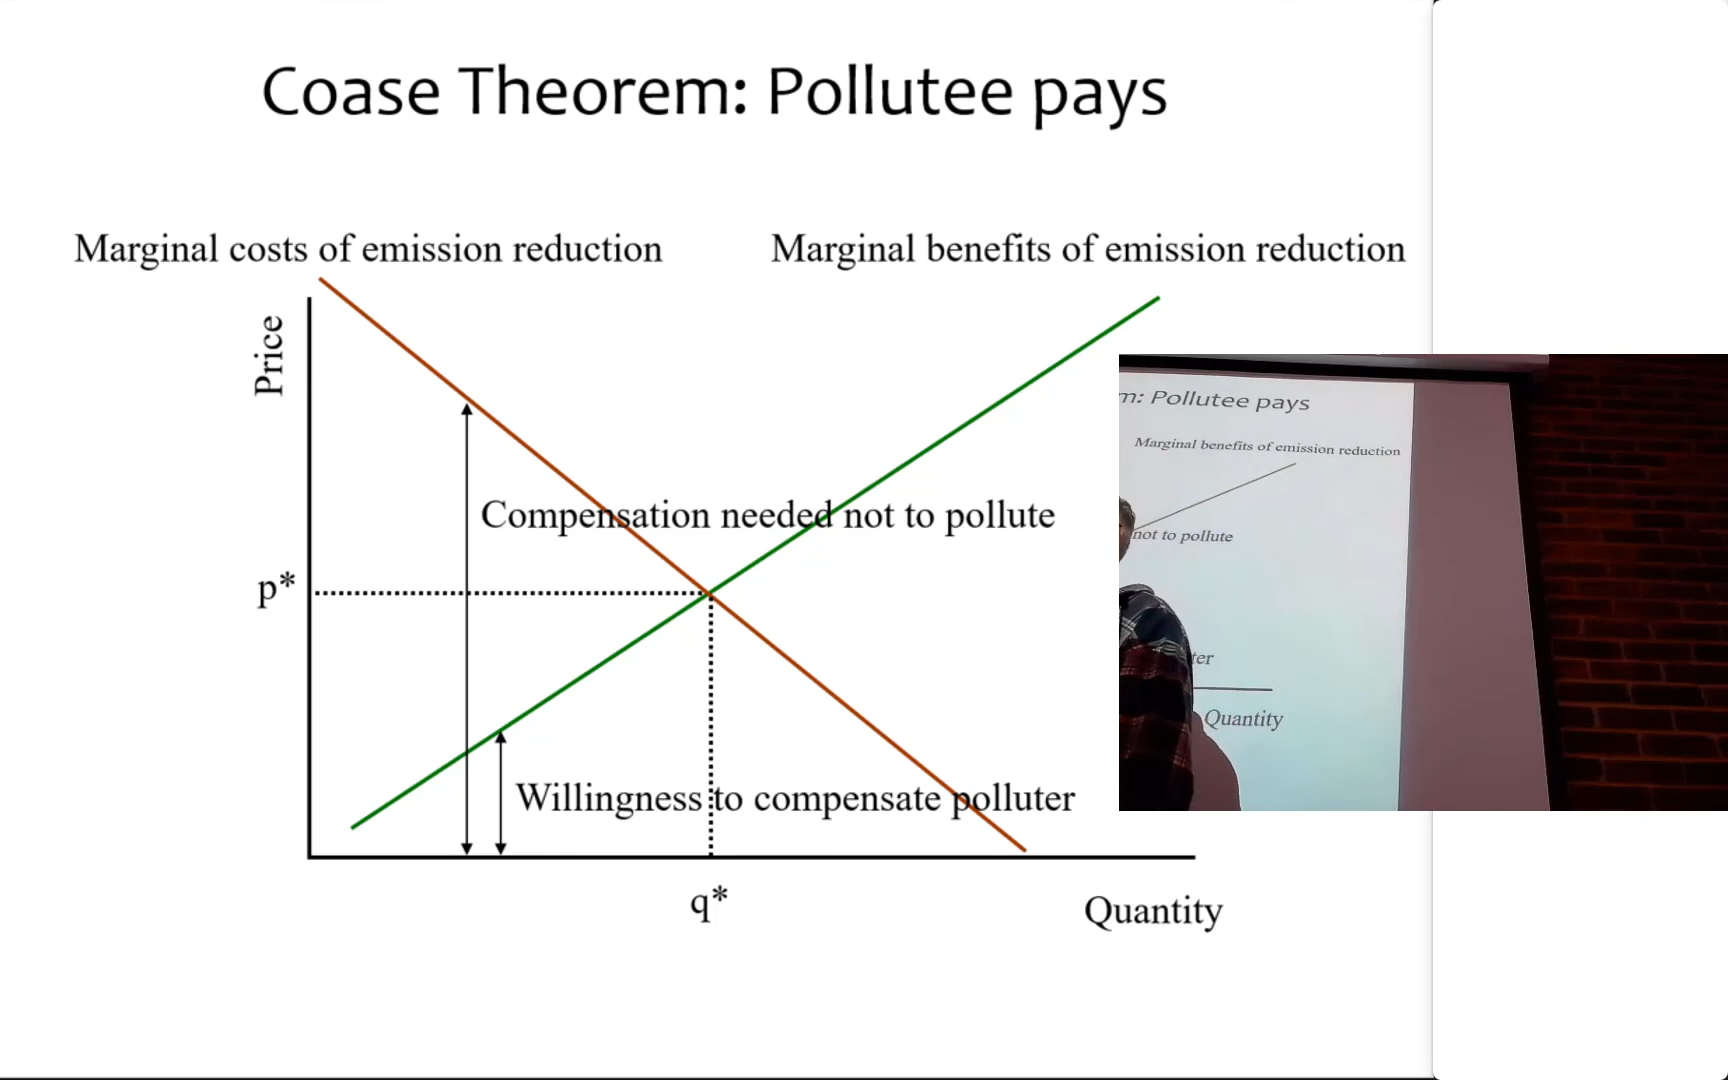 Coase Theorem: Pollutee pays
Marginal costs of emission reduction
Marginal benefits of emission reduction
Price
Compensation needed not to pollute
p*
Willingness to compensate polluter
q*
Quantity
m: Pollutee pays
Marginal benefits of emission reduction
not to pollute
ter
Quantity